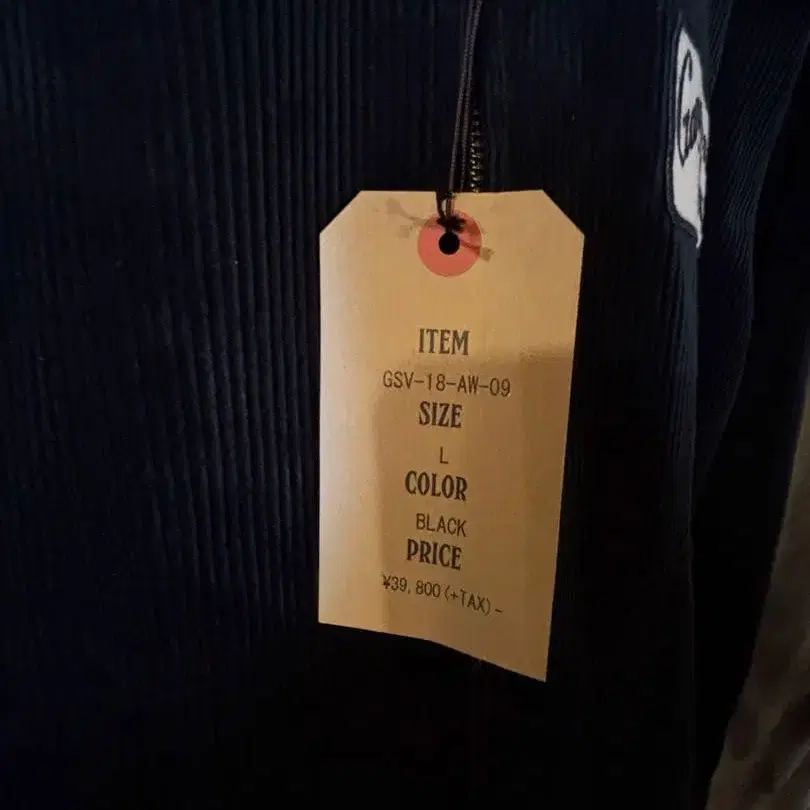 ITEM
GSV-18-AW-09
SIZE
L
COLOR
BLACK
PRICE
¥39,800(+TAX)-